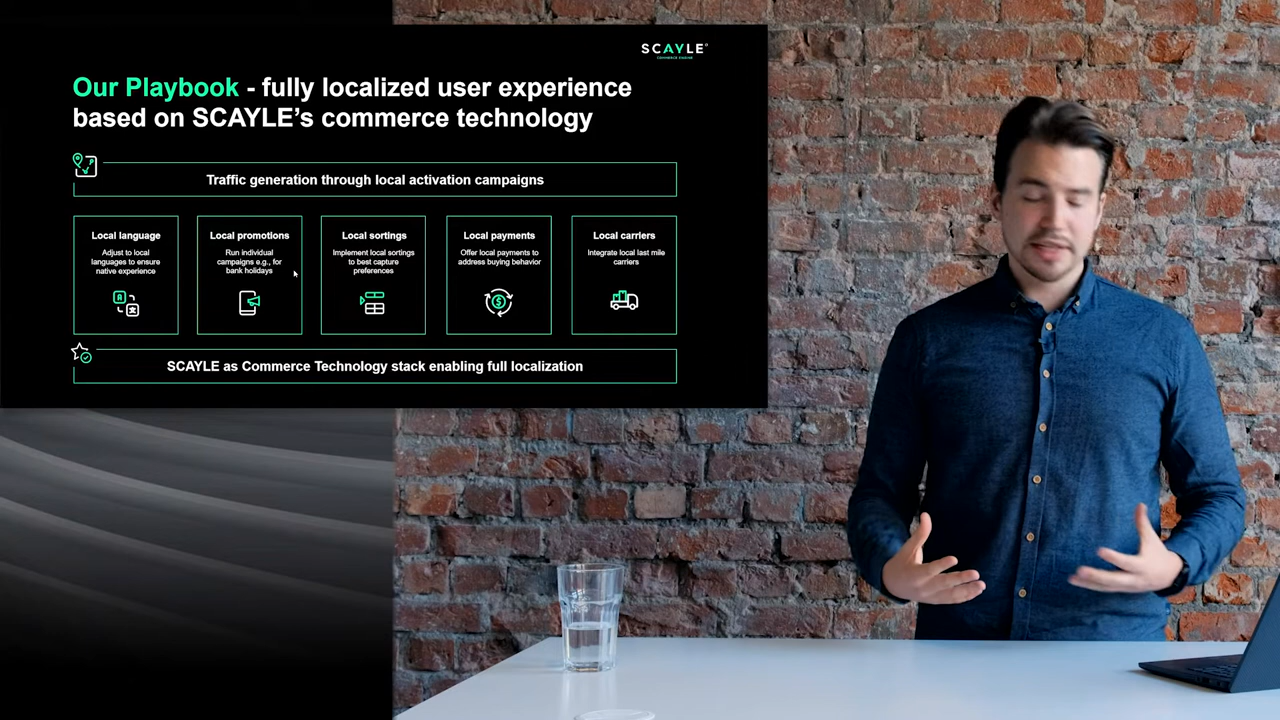 SCAYLE
COMMERCE ENGINE
Our Playbook - fully localized user experience
based on SCAYLE's commerce technology
Traffic generation through local activation campaigns
Local language
Adjust to local
languages to ensure
native experience
Local promotions
Run individual
campaigns e.g., for
bank holidays
Local sortings
Implement local sortings
to best capture
preferences
Local payments
Offer local payments to
address buying behavior
Local carriers
Integrate local last mile
carriers
SCAYLE as Commerce Technology stack enabling full localization